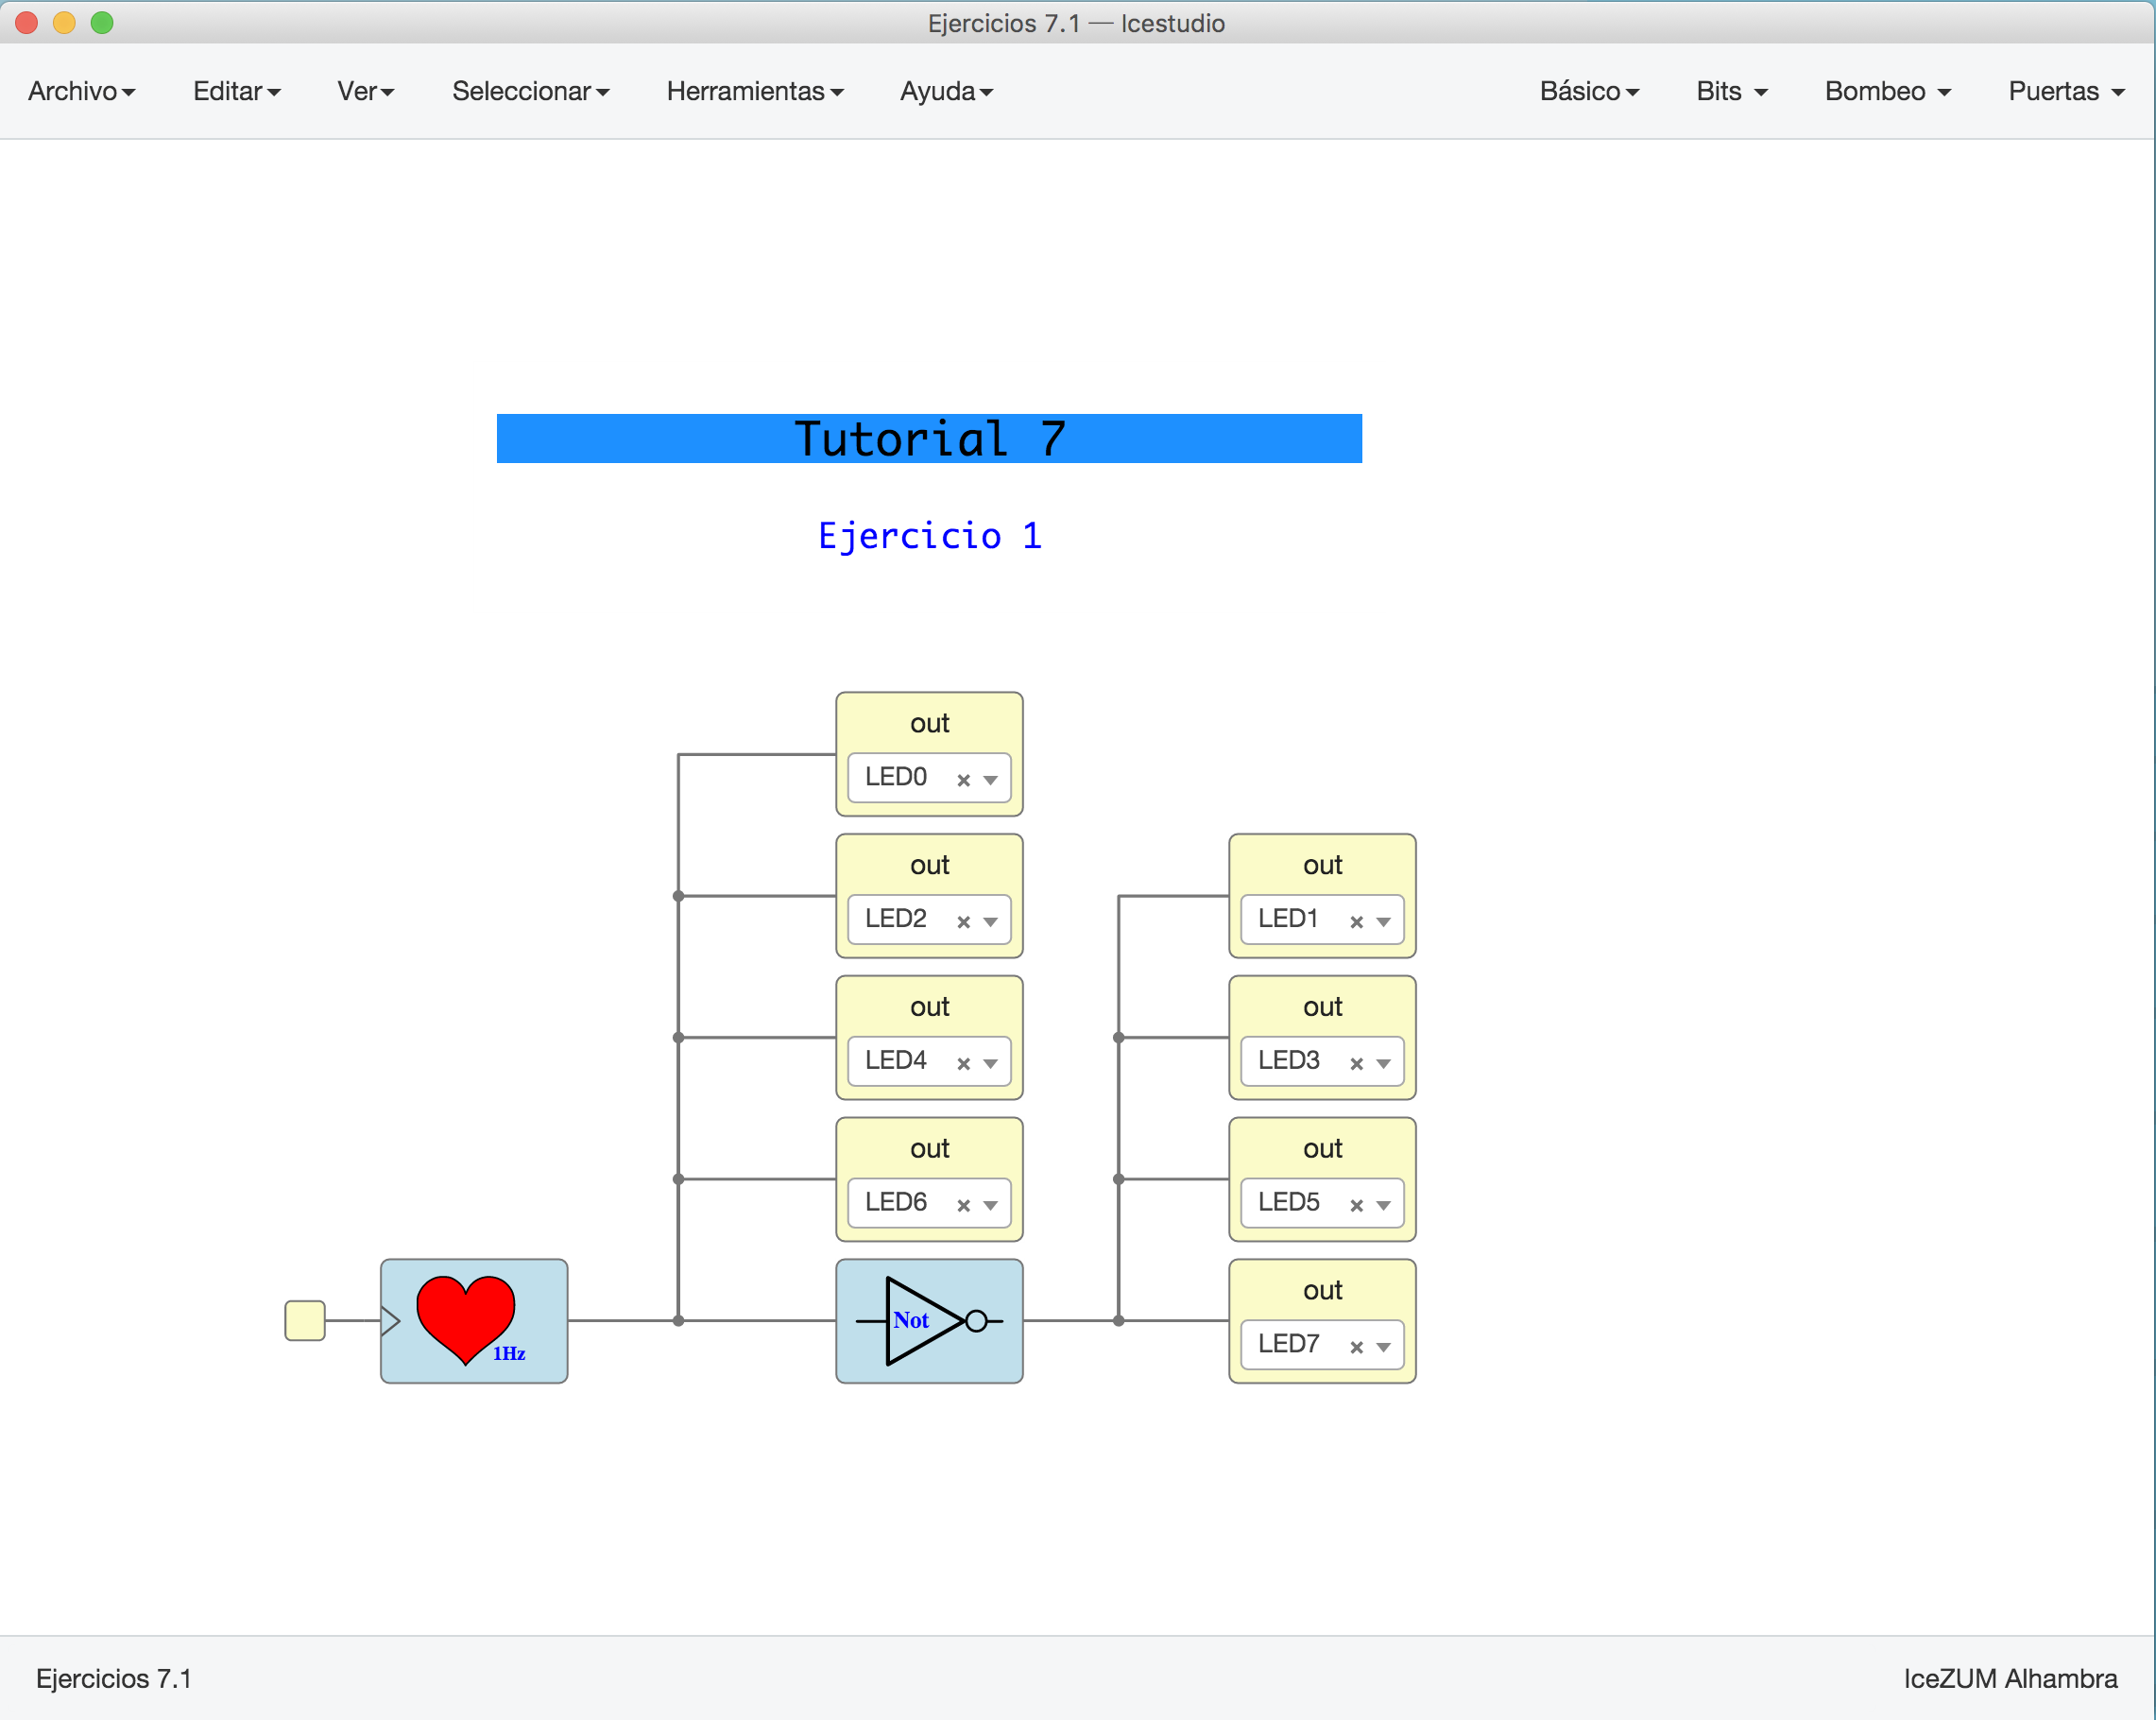 Ejercicios 7.1 — Icestudio
Archivo Editar Ver Seleccionar Herramientas Ayuda Básico Bits Bombeo Puertas
Tutorial 7
Ejercicio 1
out
LED0
out
LED2
out
LED1
out
LED4
out
LED3
out
LED6
out
LED5
1Hz
Not
out
LED7
Ejercicios 7.1
IceZUM Alhambra